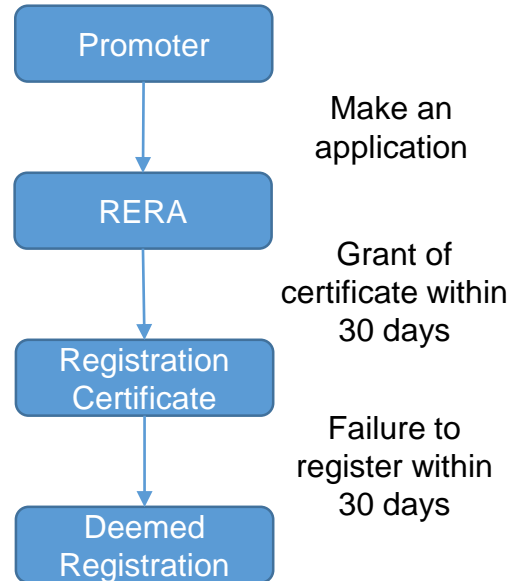 Promoter
Make an
application
RERA
Grant of
certificate within
30 days
Registration
Certificate
Failure to
register within
30 days
Deemed
Registration